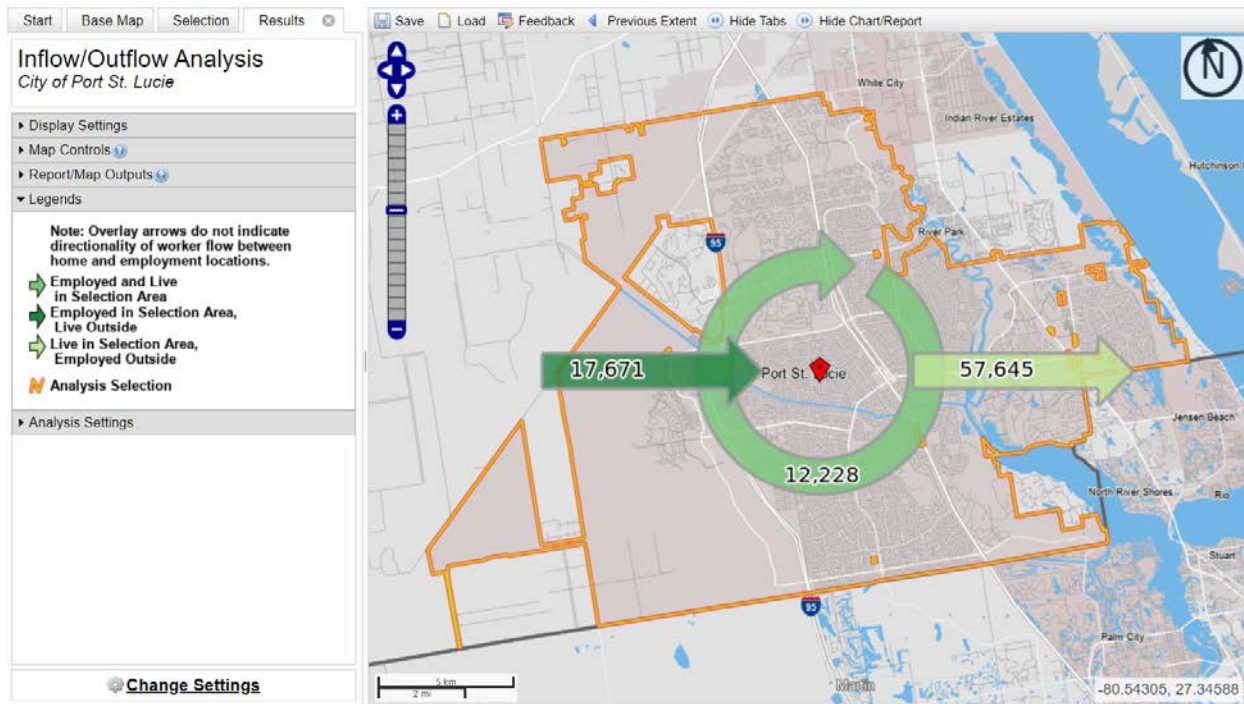 Start
Base Map
Selection
Results
Save
Load
Feedback
Previous Extent
Hide Tabs
Hide Chart/Report
Inflow/Outflow Analysis
City of Port St. Lucie
Display Settings
Map Controls
Report/Map Outputs
Legends
Note: Overlay arrows do not indicate
directionality of worker flow between
home and employment locations.
Employed and Live
in Selection Area
Employed in Selection Area,
Live Outside
Live in Selection Area,
Employed Outside
Analysis Selection
Analysis Settings
Change Settings
N
White City
Indian River Estates
Hutchinson
River Park
95
17,671
Port St. Lucie
57,645
12,228
Jensen Beach
North River Shores
Rio
Stuart
95
Palm City
Martin
5 km
2 mi
-80.54305, 27.34588